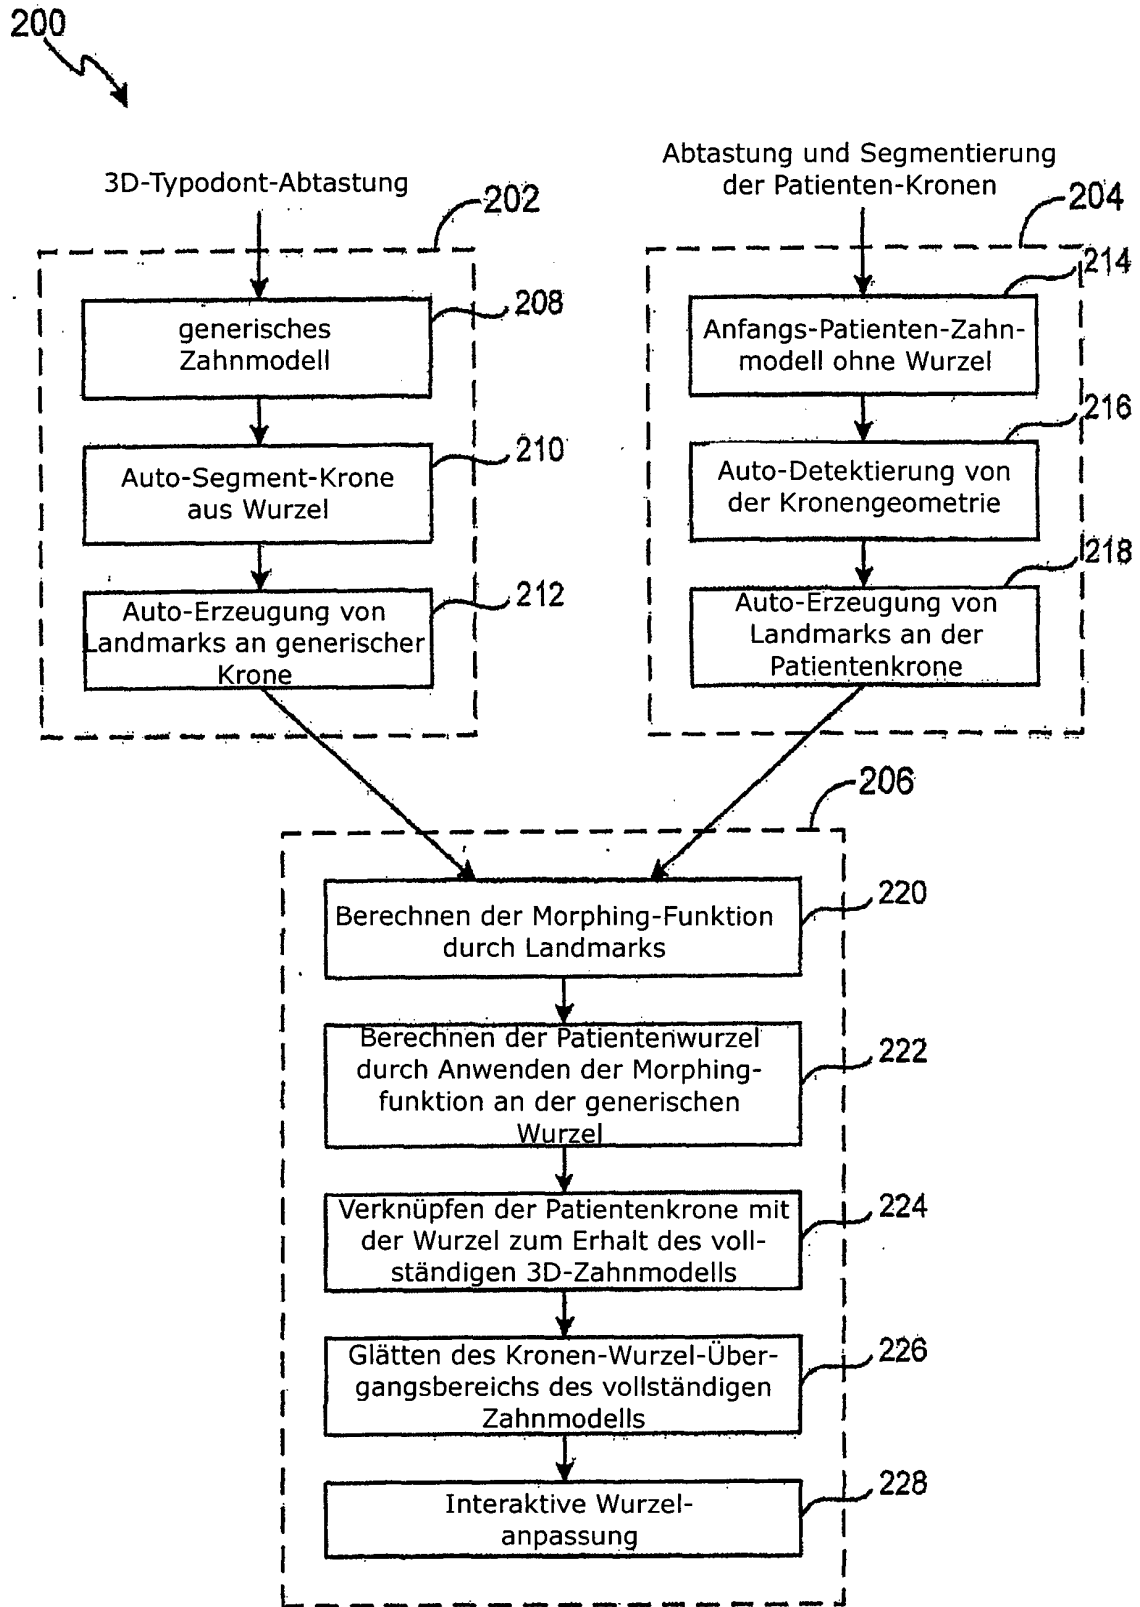 200
3D-Typodont-Abtastung
202
208
generisches
Zahnmodell
210
Auto-Segment-Krone
aus Wurzel
212
Auto-Erzeugung von
Landmarks an generischer
Krone
Abtastung und Segmentierung
der Patienten-Kronen
204
214
Anfangs-Patienten-Zahn-
modell ohne Wurzel
216
Auto-Detektierung von
der Kronengeometrie
218
Auto-Erzeugung von
Landmarks an der
Patientenkrone
206
220
Berechnen der Morphing-Funktion
durch Landmarks
222
Berechnen der Patientenwurzel
durch Anwenden der Morphing-
funktion an der generischen
Wurzel
224
Verknüpfen der Patientenkrone mit
der Wurzel zum Erhalt des voll-
ständigen 3D-Zahnmodells
226
Glätten des Kronen-Wurzel-Über-
gangsbereichs des vollständigen
Zahnmodells
228
Interaktive Wurzel-
anpassung